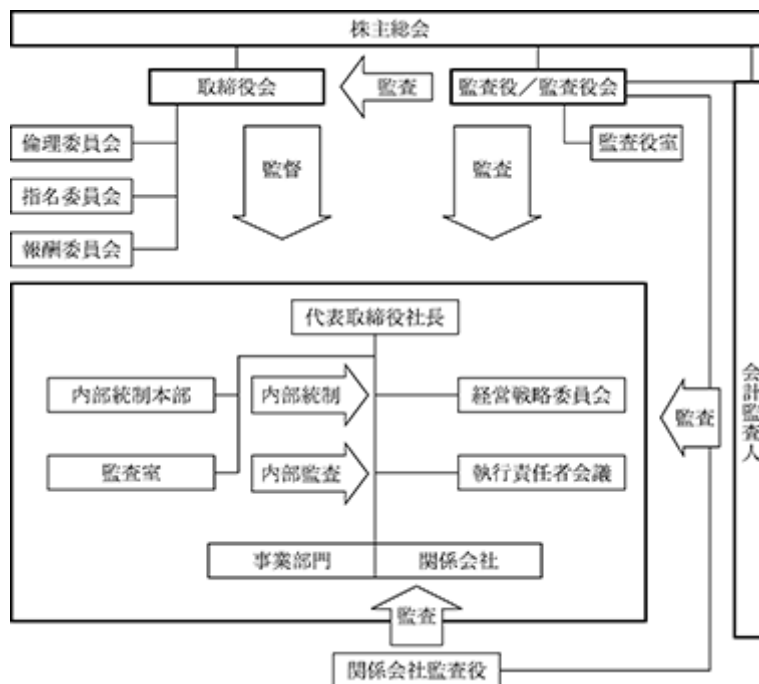 株主総会
取締役会
監査
監査役／監査役会
倫理委員会
監督
監査
監査役室
指名委員会
報酬委員会
代表取締役社長
内部統制本部
内部統制
経営戦略委員会
監査
会計監査人
監査室
内部監査
執行責任者会議
事業部門
関係会社
監査
関係会社監査役